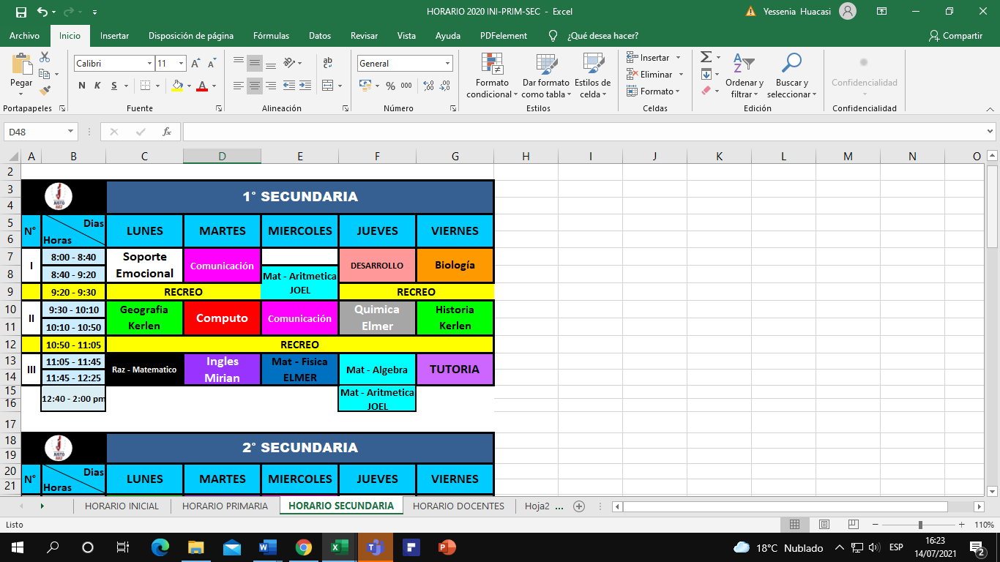 HORARIO 2020 INI-PRIM-SEC - Excel
Yessenia Huacasi
Archivo Inicio Insertar Disposición de página Fórmulas Datos Revisar Vista Ayuda PDFelement ¿Qué desea hacer? Compartir
Pegar
Portapapeles
Calibri 11
N K S
Fuente
ab
Alineación
General
% 000
Número
Formato condicional
Dar formato como tabla
Estilos de celda
Estilos
Insertar
Eliminar
Formato
Celdas
Ordenar y filtrar
Buscar y seleccionar
Edición
Confidencialidad
Confidencialidad
D48
fx
A B C D E F G H I J K L M N O
2
3
4
1° SECUNDARIA
5
6
N° Dias Horas LUNES MARTES MIERCOLES JUEVES VIERNES
7
8
I
8:00 - 8:40
8:40 - 9:20
Soporte Emocional
Comunicación
Mat - Aritmetica
JOEL
DESARROLLO
Biología
9 9:20 - 9:30 RECREO RECREO
10
11
II
9:30 - 10:10
10:10 - 10:50
Geografia
Kerlen
Computo
Comunicación
Quimica
Elmer
Historia
Kerlen
12 10:50 - 11:05 RECREO
13
14
III
11:05 - 11:45
11:45 - 12:25
Raz - Matematico
Ingles
Mirian
Mat - Fisica
ELMER
Mat - Algebra
TUTORIA
15
16
12:40 - 2:00 pm
Mat - Aritmetica
JOEL
17
18
19
2° SECUNDARIA
20
21
N° Dias Horas LUNES MARTES MIERCOLES JUEVES VIERNES
HORARIO INICIAL HORARIO PRIMARIA HORARIO SECUNDARIA HORARIO DOCENTES Hoja2 ...
Listo
110%
18°C Nublado
ESP
16:23
14/07/2021
2